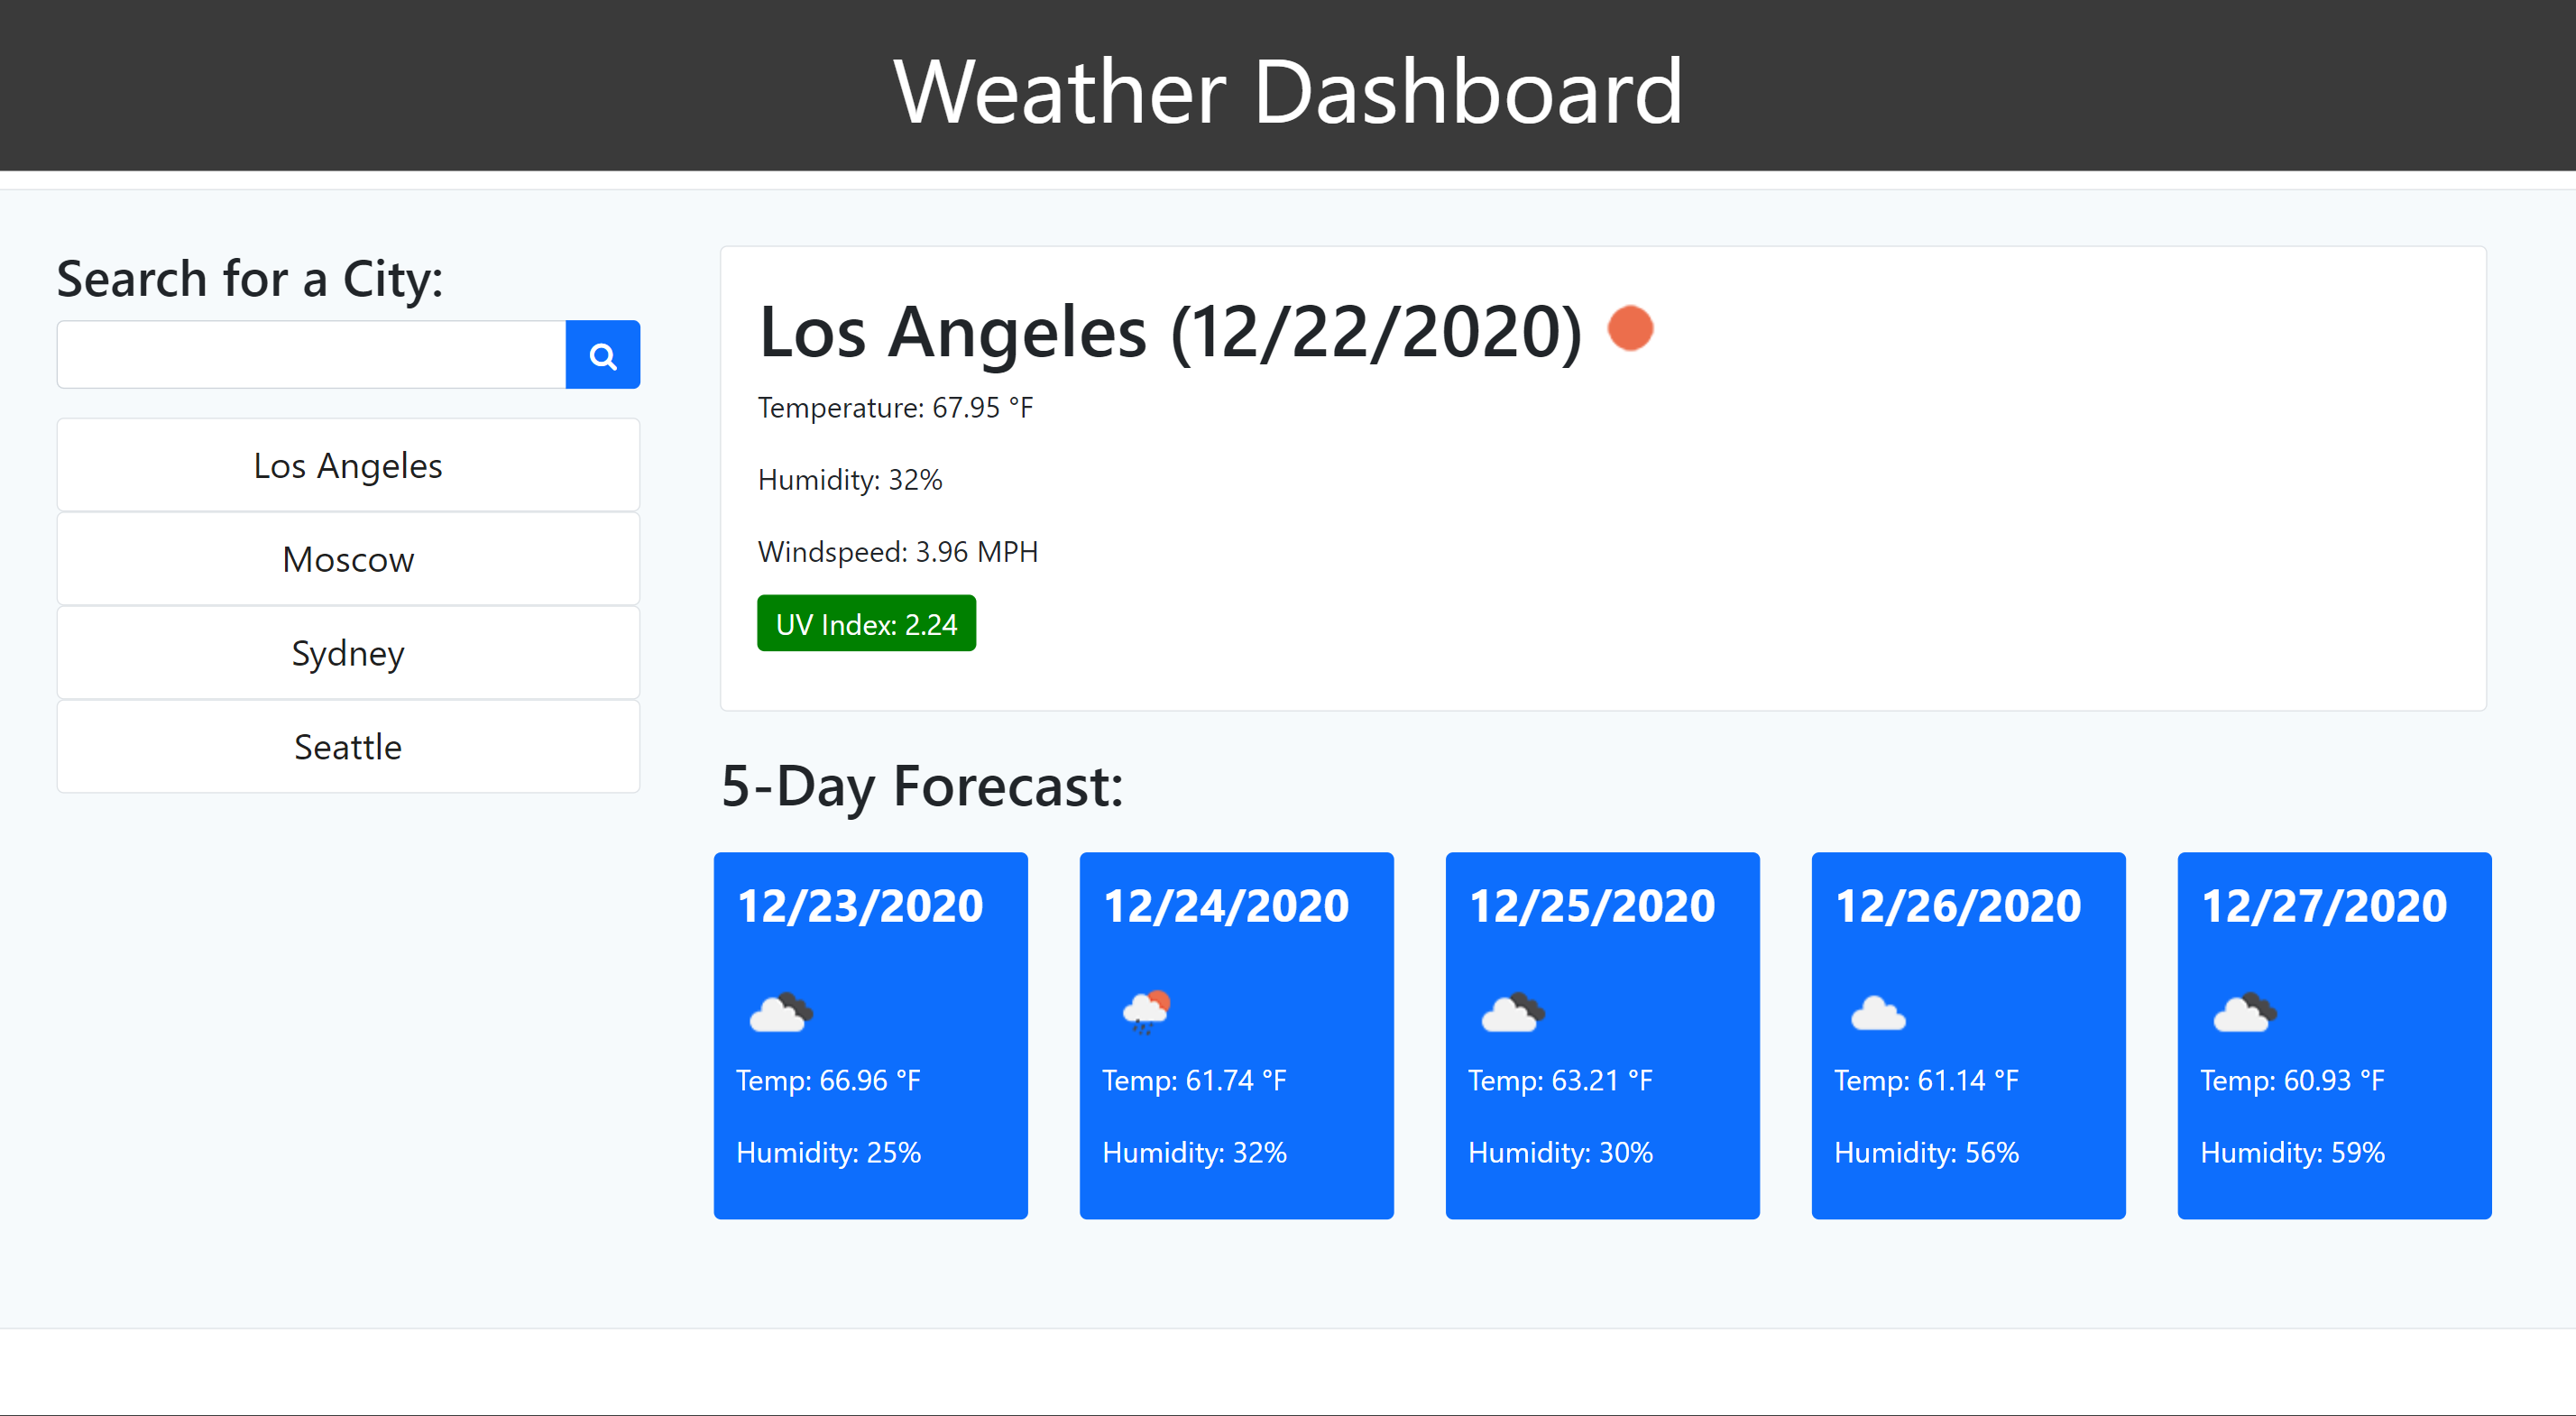 Weather Dashboard
Search for a City:
Los Angeles
Moscow
Sydney
Seattle
Los Angeles (12/22/2020)
Temperature: 67.95 °F
Humidity: 32%
Windspeed: 3.96 MPH
UV Index: 2.24
5-Day Forecast:
12/23/2020
Temp: 66.96 °F
Humidity: 25%
12/24/2020
Temp: 61.74 °F
Humidity: 32%
12/25/2020
Temp: 63.21 °F
Humidity: 30%
12/26/2020
Temp: 61.14 °F
Humidity: 56%
12/27/2020
Temp: 60.93 °F
Humidity: 59%